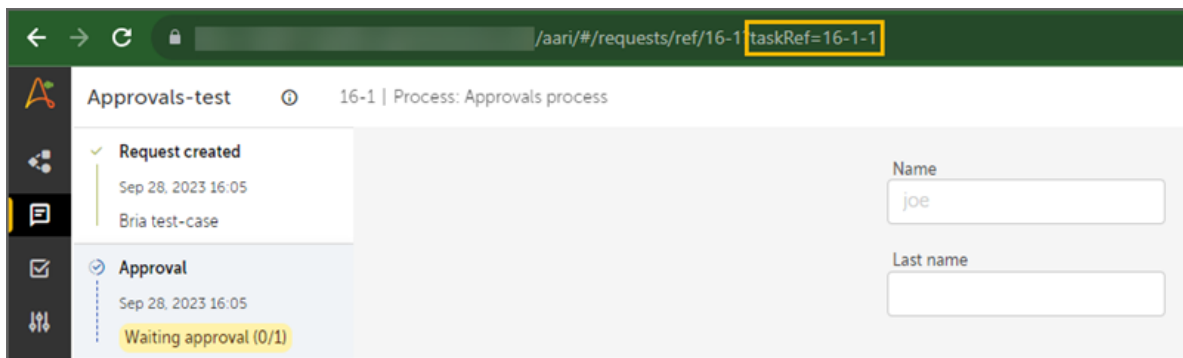 /aari/#/requests/ref/16-1?taskRef=16-1-1
Approvals-test
16-1 | Process: Approvals process
Request created
Sep 28, 2023 16:05
Bria test-case
Approval
Sep 28, 2023 16:05
Waiting approval (0/1)
Name
joe
Last name